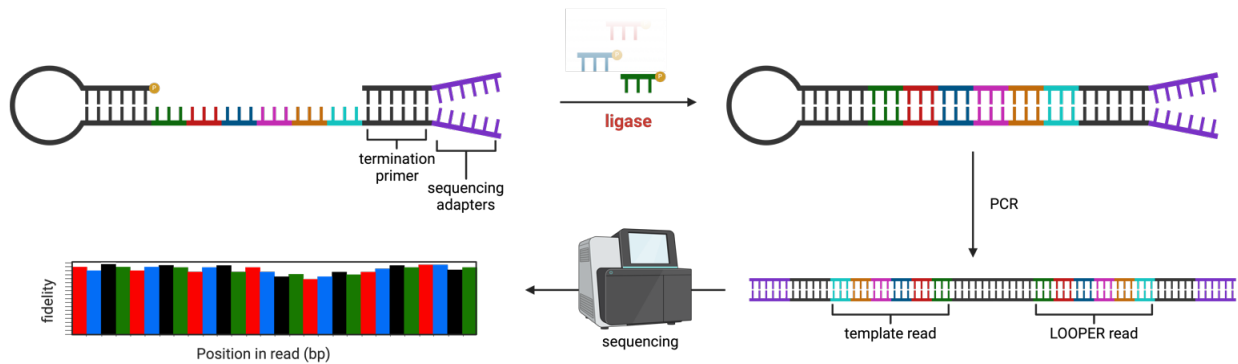 P
P
P
P
ligase
termination
primer
sequencing
adapters
PCR
fidelity
Position in read (bp)
sequencing
template read
LOOPER read